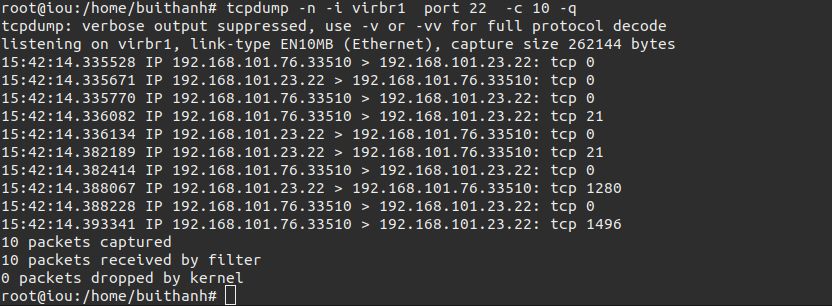 root@iou:/home/buithanh# tcpdump -n -i virbr1  port 22  -c 10 -q
tcpdump: verbose output suppressed, use -v or -vv for full protocol decode
listening on virbr1, link-type EN10MB (Ethernet), capture size 262144 bytes
15:42:14.335528 IP 192.168.101.76.33510 > 192.168.101.23.22: tcp 0
15:42:14.335671 IP 192.168.101.23.22 > 192.168.101.76.33510: tcp 0
15:42:14.335770 IP 192.168.101.76.33510 > 192.168.101.23.22: tcp 0
15:42:14.336082 IP 192.168.101.76.33510 > 192.168.101.23.22: tcp 21
15:42:14.336134 IP 192.168.101.23.22 > 192.168.101.76.33510: tcp 0
15:42:14.382189 IP 192.168.101.23.22 > 192.168.101.76.33510: tcp 21
15:42:14.382414 IP 192.168.101.76.33510 > 192.168.101.23.22: tcp 0
15:42:14.388067 IP 192.168.101.23.22 > 192.168.101.76.33510: tcp 1280
15:42:14.388228 IP 192.168.101.76.33510 > 192.168.101.23.22: tcp 0
15:42:14.393341 IP 192.168.101.76.33510 > 192.168.101.23.22: tcp 1496
10 packets captured
10 packets received by filter
0 packets dropped by kernel
root@iou:/home/buithanh#